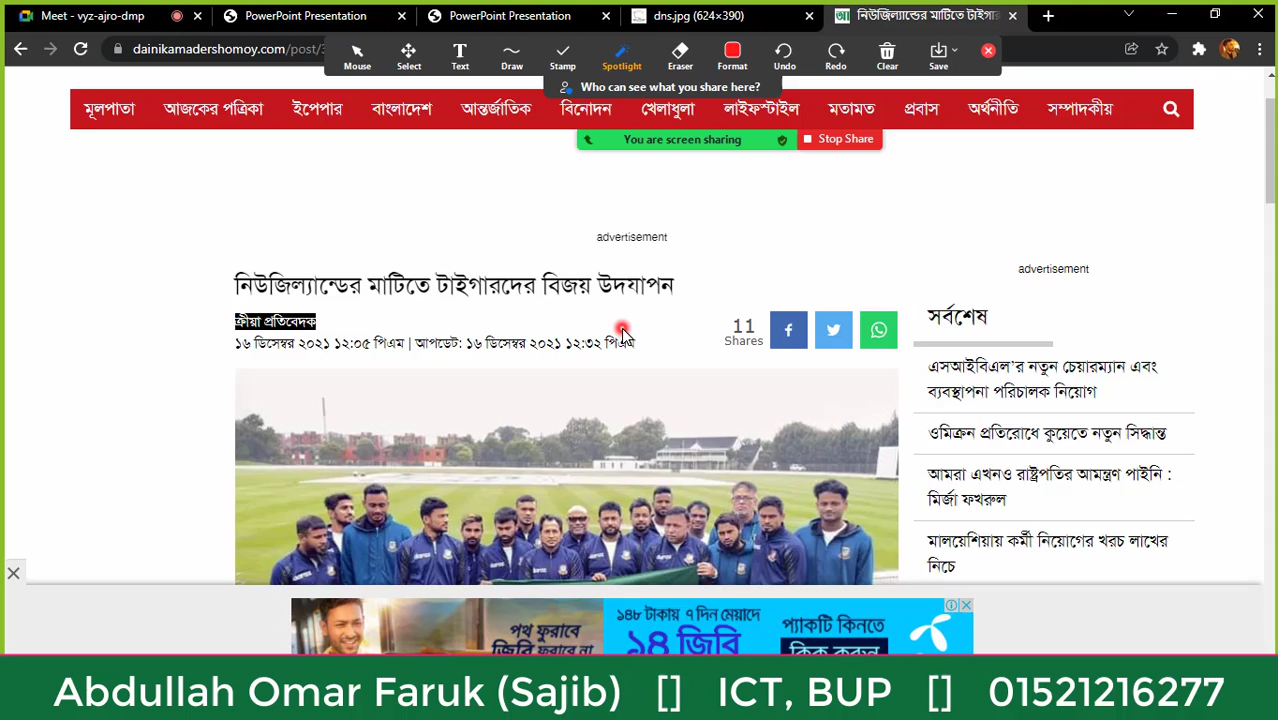 Meet - vyz-ajro-dmp
PowerPoint Presentation
PowerPoint Presentation
dns.jpg (624×390)
নিউজিল্যান্ডের মাটিতে টাইগার
dainikamadershomoy.com/post/3
Mouse
Select
Text
Draw
Stamp
Spotlight
Eraser
Format
Undo
Redo
Clear
Save
Who can see what you share here?
মূলপাতা আজকের পত্রিকা ইপেপার বাংলাদেশ আন্তর্জাতিক বিনোদন খেলাধুলা লাইফস্টাইল মতামত প্রবাস অর্থনীতি সম্পাদকীয়
You are screen sharing
Stop Share
advertisement
advertisement
নিউজিল্যান্ডের মাটিতে টাইগারদের বিজয় উদযাপন
ক্রীয়া প্রতিবেদক
১৬ ডিসেম্বর ২০২১ ১২:০৫ পিএম | আপডেট: ১৬ ডিসেম্বর ২০২১ ১২:৩২ পিএম
11
Shares
সর্বশেষ
এসআইবিএল'র নতুন চেয়ারম্যান এবং
ব্যবস্থাপনা পরিচালক নিয়োগ
ওমিক্রন প্রতিরোধে কুয়েতে নতুন সিদ্ধান্ত
আমরা এখনও রাষ্ট্রপতির আমন্ত্রণ পাইনি :
মির্জা ফখরুল
মালয়েশিয়ায় কর্মী নিয়োগের খরচ লাখের
নিচে
পথ ফুরাবে
জিবি ফুরাবে না
১৪৮ টাকায় ৭ দিন মেয়াদে
১৪ জিবি
প্যাকটি কিনতে
ক্লিক করুন
Abdullah Omar Faruk (Sajib) [] ICT, BUP [] 01521216277